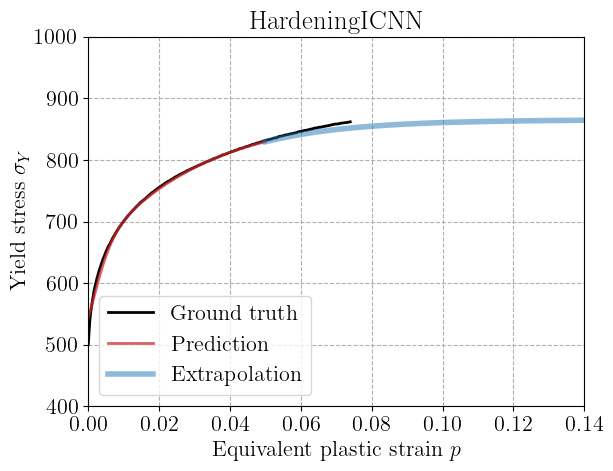 HardeningICNN
1000
900
800
700
600
500
400
Yield stress σY
Ground truth
Prediction
Extrapolation
0.00 0.02 0.04 0.06 0.08 0.10 0.12 0.14
Equivalent plastic strain p